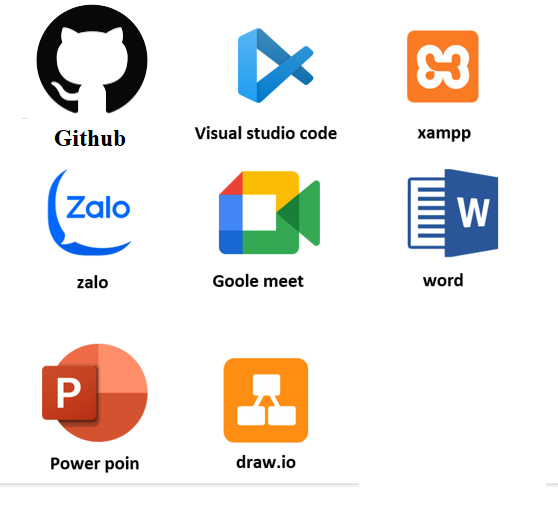 Github
Visual studio code
xampp
Zalo
zalo
Goole meet
W
word
P
Power poin
draw.io